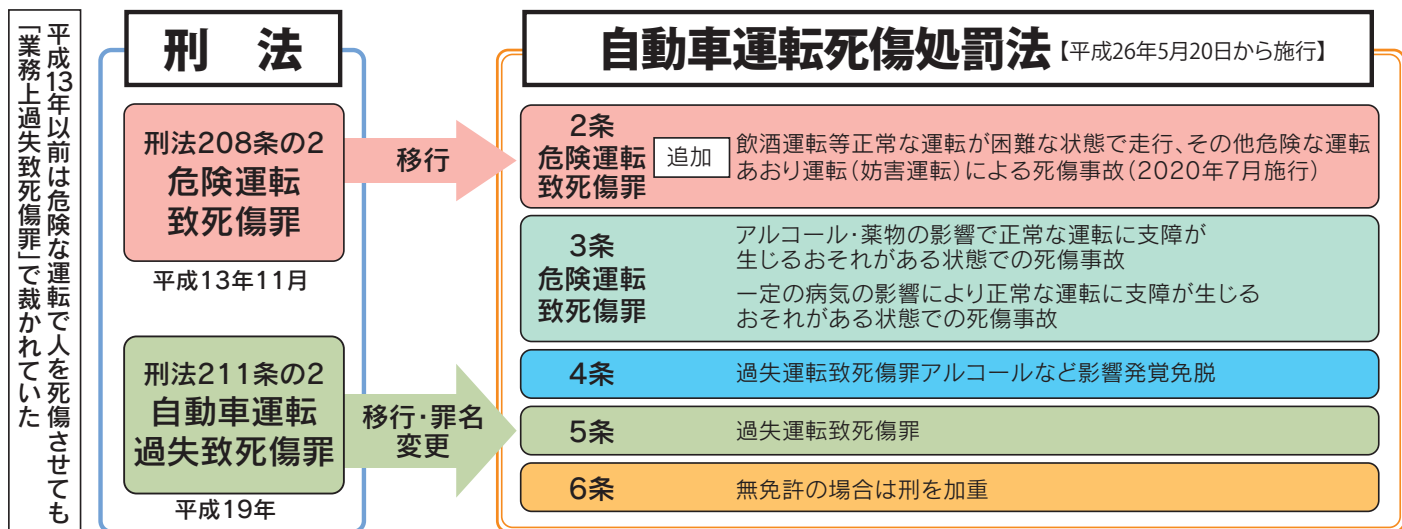 平成13年以前は危険な運転で人を死傷させても
「業務上過失致死傷罪」で裁かれていた
刑　法
刑法208条の2
危険運転
致死傷罪
平成13年11月
移行
刑法211条の2
自動車運転
過失致死傷罪
平成19年
移行・罪名
変更
自動車運転死傷処罰法【平成26年5月20日から施行】
2条
危険運転
致死傷罪
追加
飲酒運転等正常な運転が困難な状態で走行、その他危険な運転
あおり運転（妨害運転）による死傷事故（2020年7月施行）
3条
危険運転
致死傷罪
アルコール・薬物の影響で正常な運転に支障が
生じるおそれがある状態での死傷事故
一定の病気の影響により正常な運転に支障が生じる
おそれがある状態での死傷事故
4条
過失運転致死傷罪アルコールなど影響発覚免脱
5条
過失運転致死傷罪
6条
無免許の場合は刑を加重